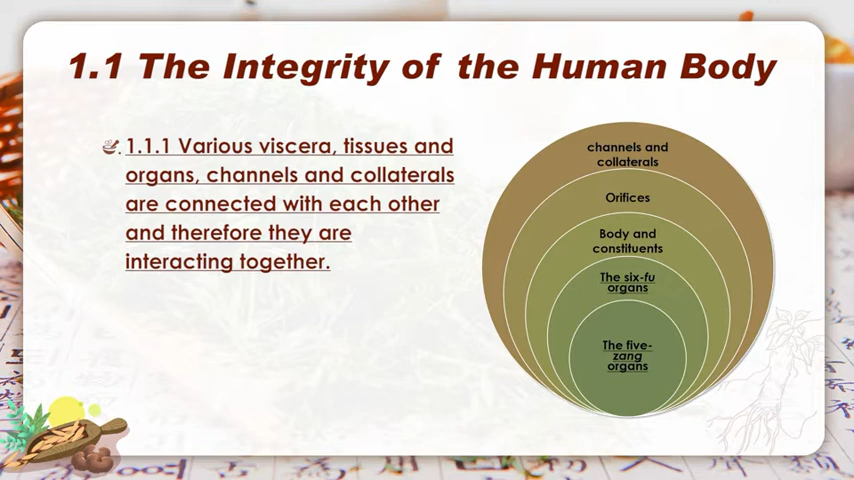 1.1 The Integrity of the Human Body
1.1.1 Various viscera, tissues and
organs, channels and collaterals
are connected with each other
and therefore they are
interacting together.
channels and
collaterals
Orifices
Body and
constituents
The six-fu
organs
The five-
zang
organs